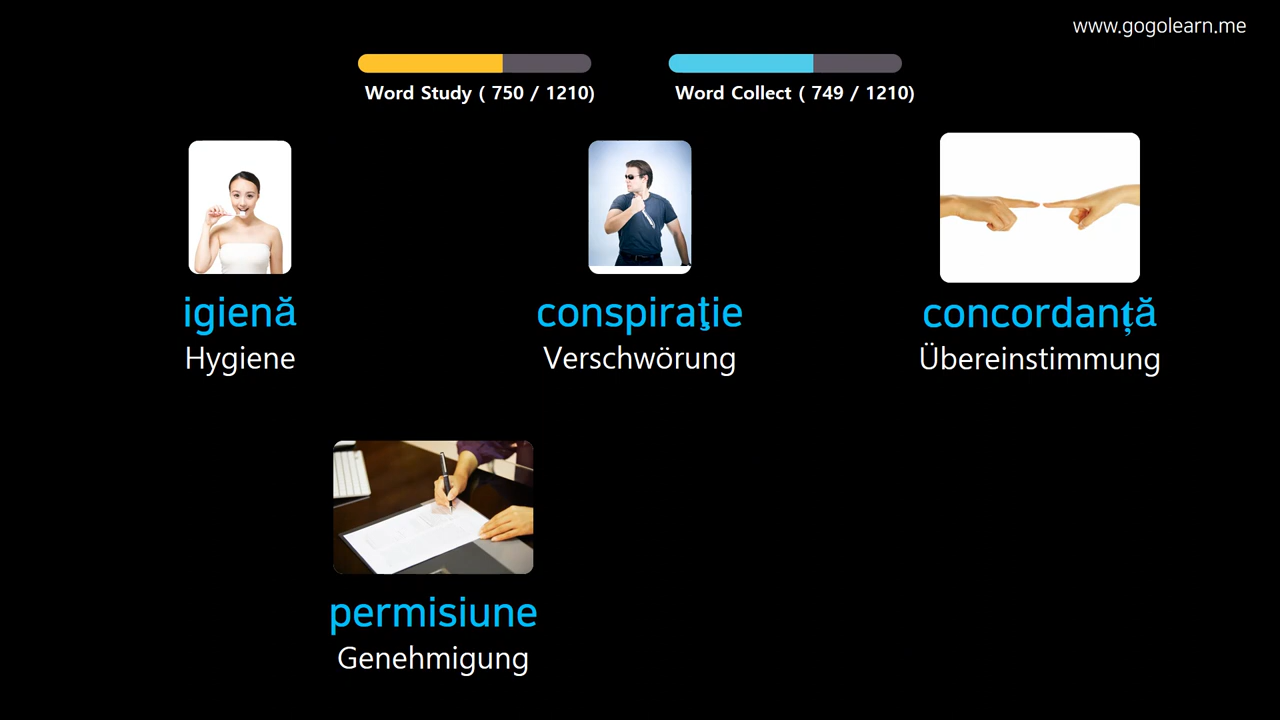 www.gogolearn.me
Word Study ( 750 / 1210)
Word Collect ( 749 / 1210)
igienă
conspiraţie
concordanță
Hygiene
Verschwörung
Übereinstimmung
permisiune
Genehmigung